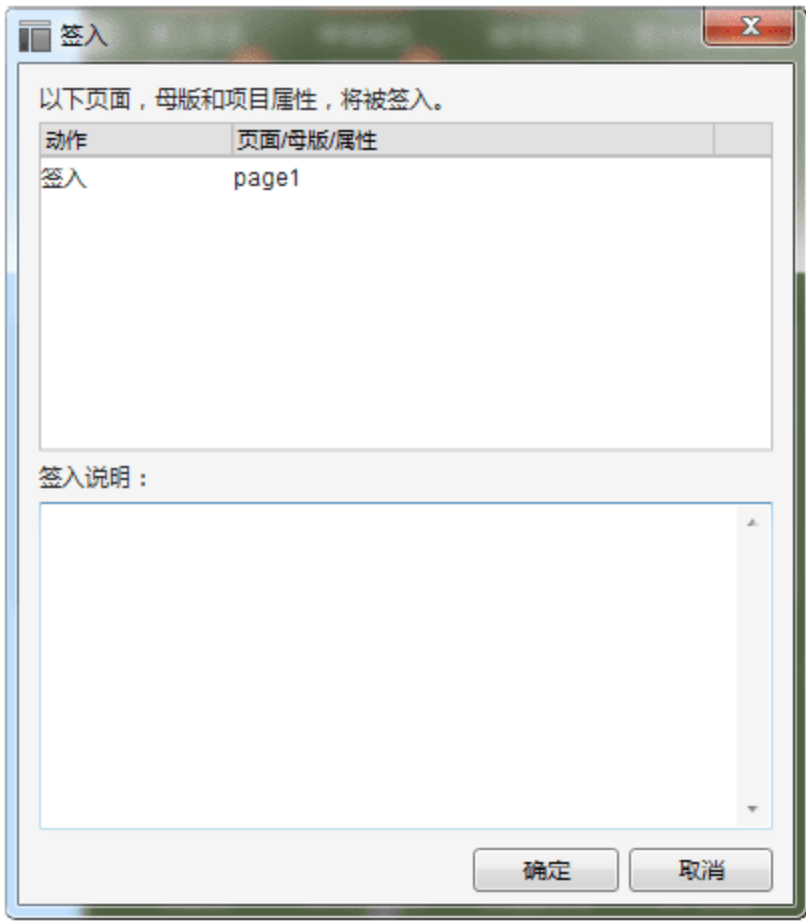 签入
以下页面，母版和项目属性，将被签入。
动作 页面/母版/属性
签入 page1
签入说明：
确定 取消